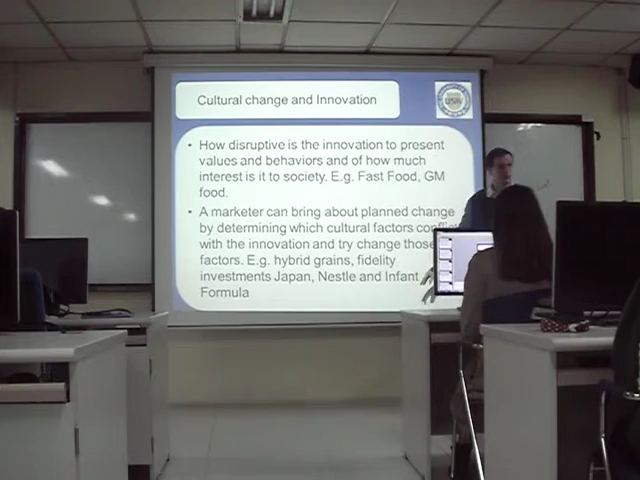 Cultural change and Innovation
USM
• How disruptive is the innovation to present
values and behaviors and of how much
interest is it to society. E.g. Fast Food, GM
food.
• A marketer can bring about planned change
by determining which cultural factors
with the innovation and try change those
factors. E.g. hybrid grains, fidelity
investments Japan, Nestle and Infant
Formula